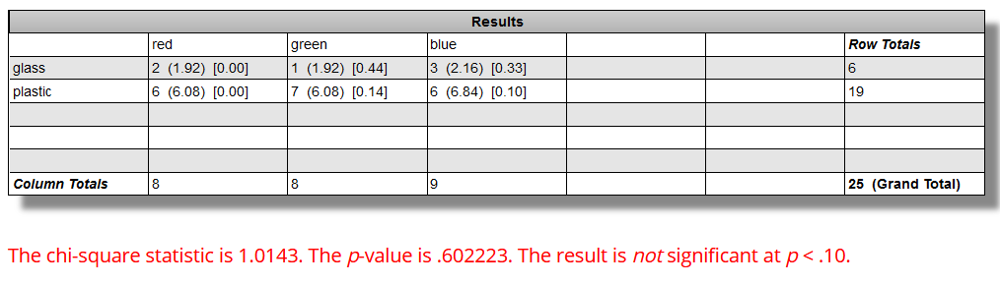 Results
red green blue Row Totals
glass 2 (1.92) [0.00] 1 (1.92) [0.44] 3 (2.16) [0.33] 6
plastic 6 (6.08) [0.00] 7 (6.08) [0.14] 6 (6.84) [0.10] 19
Column Totals 8 8 9 25 (Grand Total)
The chi-square statistic is 1.0143. The p-value is .602223. The result is not significant at p < .10.